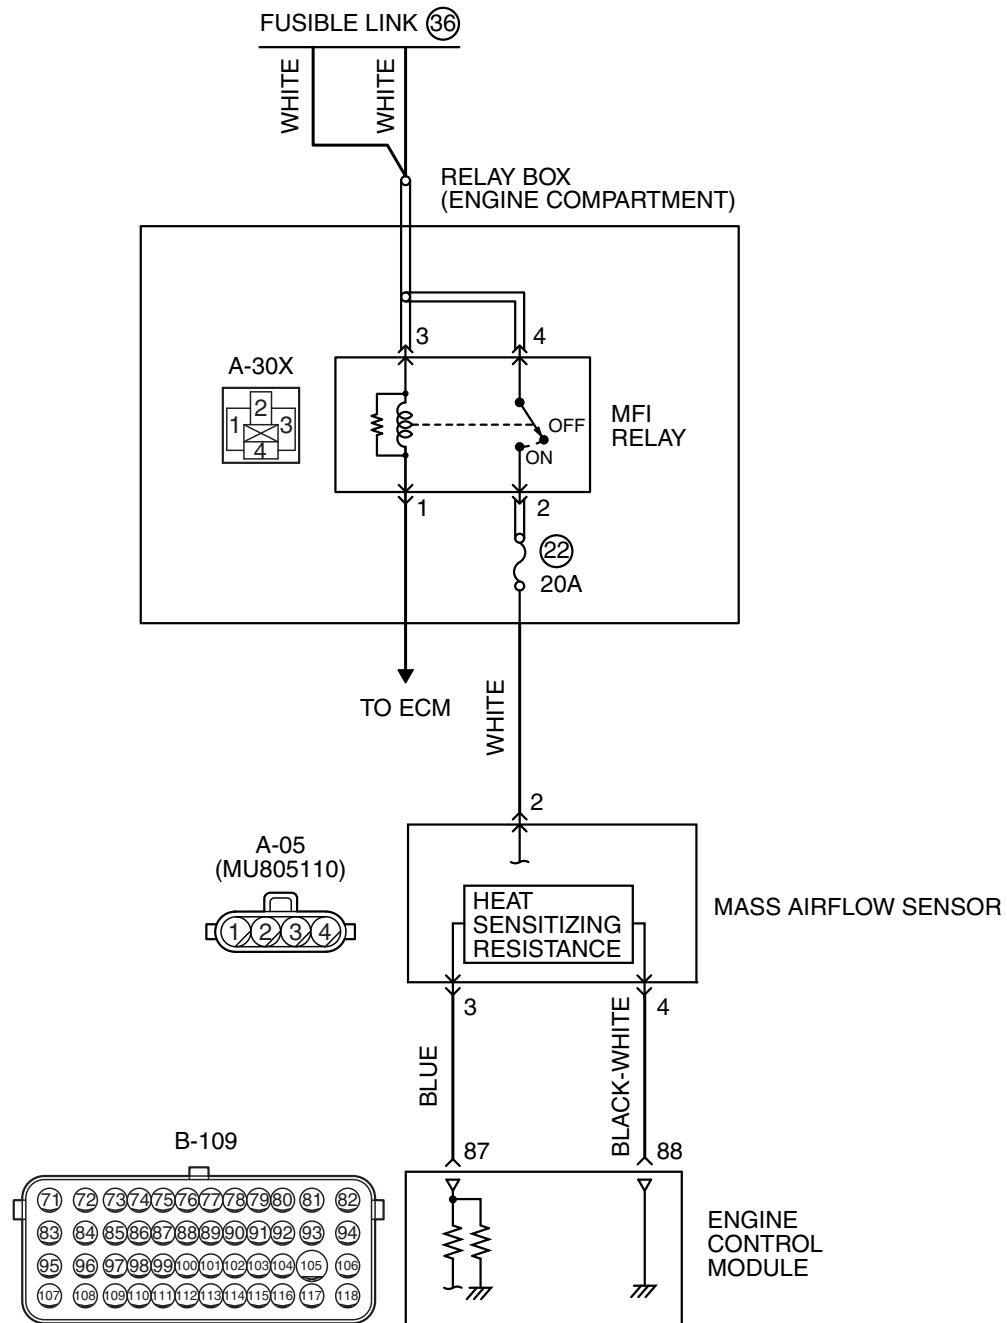 FUSIBLE LINK 36
WHITE
WHITE
RELAY BOX
(ENGINE COMPARTMENT)
3
4
A-30X
2
1
3
4
OFF
ON
MFI
RELAY
1
2
22
20A
TO ECM
WHITE
2
A-05
(MU805110)
1 2 3 4
HEAT
SENSITIZING
RESISTANCE
MASS AIRFLOW SENSOR
3
4
BLUE
BLACK-WHITE
87
88
B-109
71 72 73 74 75 76 77 78 79 80 81 82
83 84 85 86 87 88 89 90 91 92 93 94
95 96 97 98 99 100 101 102 103 104 105 106
107 108 109 110 111 112 113 114 115 116 117 118
ENGINE
CONTROL
MODULE